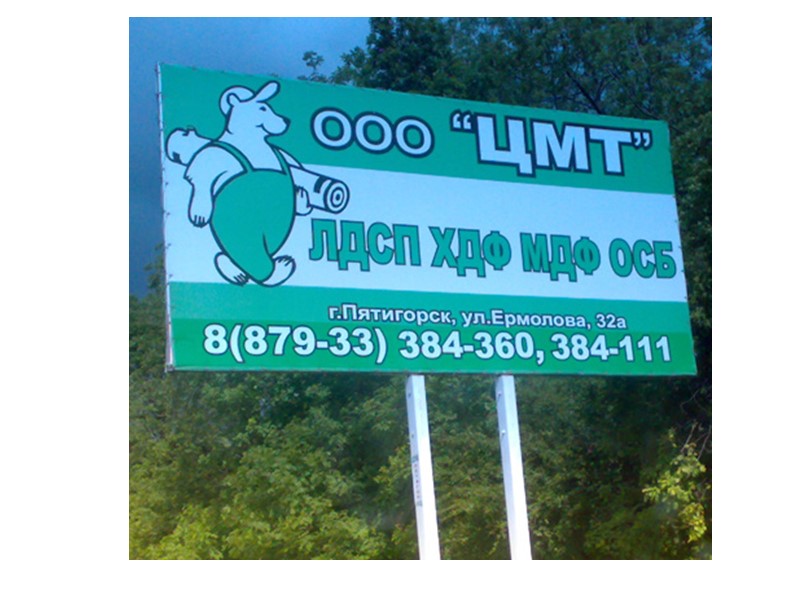 ООО "ЦМТ"
ЛДСП ХДФ МДФ ОСБ
г.Пятигорск, ул.Ермолова, 32а
8(879-33) 384-360, 384-111